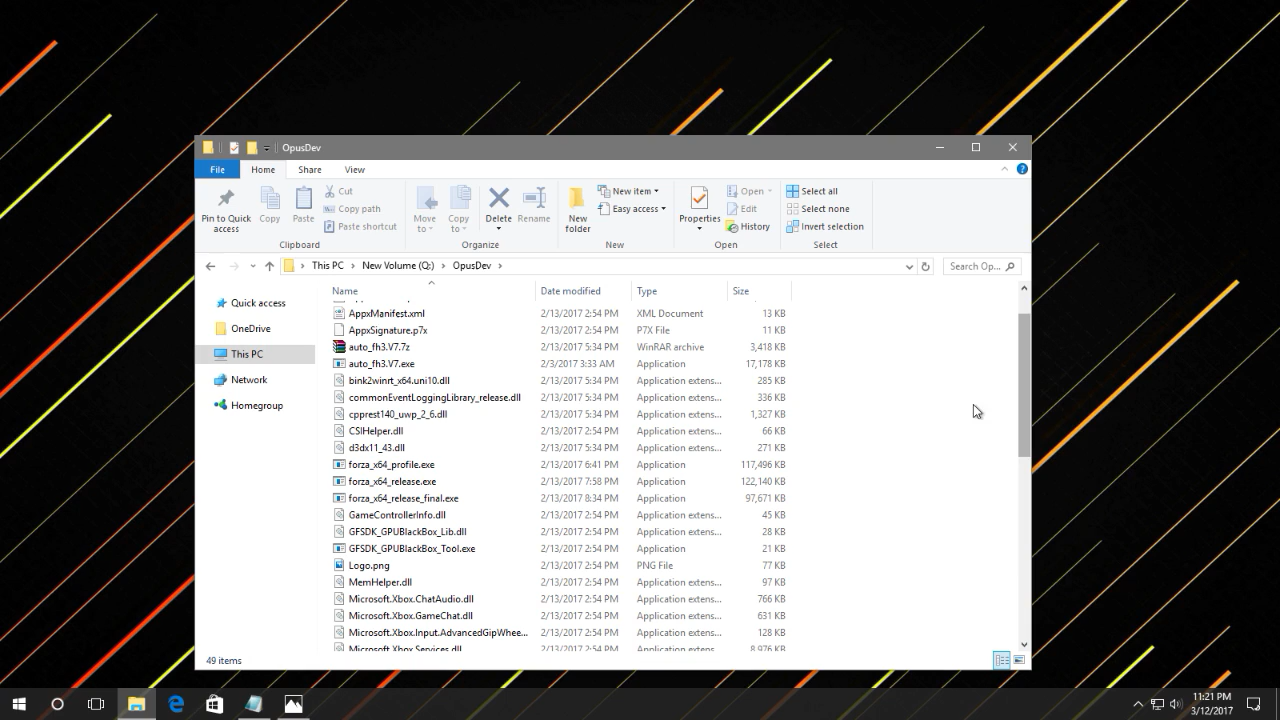 OpusDev
File Home Share View
Pin to Quick access
Copy
Paste
Cut
Copy path
Paste shortcut
Move to
Copy to
Delete
Rename
New folder
New item
Easy access
Properties
Open
Edit
History
Select all
Select none
Invert selection
Clipboard Organize New Open Select
This PC New Volume (Q:) OpusDev
Search Op...
Quick access
OneDrive
This PC
Network
Homegroup
Name Date modified Type Size
AppxManifest.xml 2/13/2017 2:54 PM XML Document 13 KB
AppxSignature.p7x 2/13/2017 2:54 PM P7X File 11 KB
auto_fh3.V7.7z 2/13/2017 5:34 PM WinRAR archive 3,418 KB
auto_fh3.V7.exe 2/3/2017 3:33 AM Application 17,178 KB
bink2winrt_x64.uni10.dll 2/13/2017 5:34 PM Application extens... 285 KB
commonEventLoggingLibrary_release.dll 2/13/2017 5:34 PM Application extens... 336 KB
cpprest140_uwp_2_6.dll 2/13/2017 5:34 PM Application extens... 1,327 KB
CSIHelper.dll 2/13/2017 2:54 PM Application extens... 66 KB
d3dx11_43.dll 2/13/2017 5:34 PM Application extens... 271 KB
forza_x64_profile.exe 2/13/2017 6:41 PM Application 117,496 KB
forza_x64_release.exe 2/13/2017 7:58 PM Application 122,140 KB
forza_x64_release_final.exe 2/13/2017 8:34 PM Application 97,671 KB
GameControllerInfo.dll 2/13/2017 2:54 PM Application extens... 45 KB
GFSDK_GPUBlackBox_Lib.dll 2/13/2017 2:54 PM Application extens... 28 KB
GFSDK_GPUBlackBox_Tool.exe 2/13/2017 2:54 PM Application 21 KB
Logo.png 2/13/2017 2:54 PM PNG File 77 KB
MemHelper.dll 2/13/2017 2:54 PM Application extens... 97 KB
Microsoft.Xbox.ChatAudio.dll 2/13/2017 2:54 PM Application extens... 766 KB
Microsoft.Xbox.GameChat.dll 2/13/2017 2:54 PM Application extens... 631 KB
Microsoft.Xbox.Input.AdvancedGipWhee... 2/13/2017 2:54 PM Application extens... 128 KB
Microsoft.Xbox.Services.dll 2/13/2017 2:54 PM Application extens... 8,976 KB
49 items
11:21 PM
3/12/2017